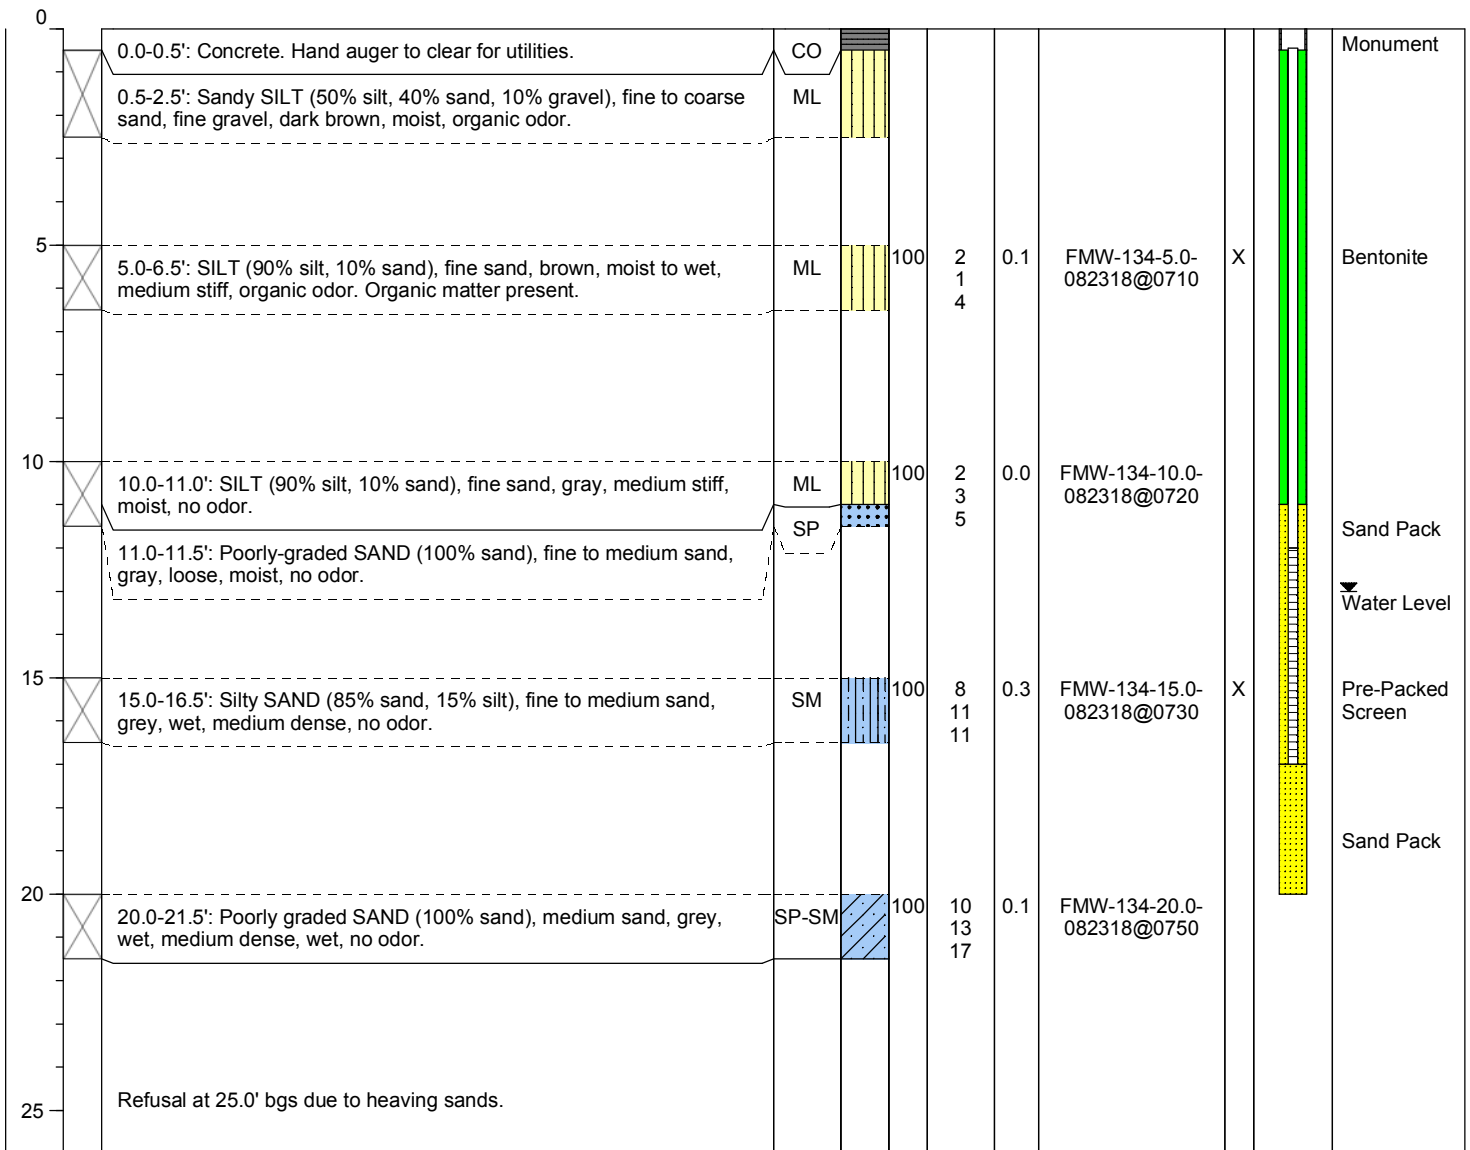 0
0.0-0.5': Concrete. Hand auger to clear for utilities.
CO
Monument
0.5-2.5': Sandy SILT (50% silt, 40% sand, 10% gravel), fine to coarse
sand, fine gravel, dark brown, moist, organic odor.
ML
5
5.0-6.5': SILT (90% silt, 10% sand), fine sand, brown, moist to wet,
medium stiff, organic odor. Organic matter present.
ML
100
2
1
4
0.1
FMW-134-5.0-
082318@0710
X
Bentonite
10
10.0-11.0': SILT (90% silt, 10% sand), fine sand, gray, medium stiff,
moist, no odor.
ML
100
2
3
5
0.0
FMW-134-10.0-
082318@0720
SP
Sand Pack
11.0-11.5': Poorly-graded SAND (100% sand), fine to medium sand,
gray, loose, moist, no odor.
Water Level
15
15.0-16.5': Silty SAND (85% sand, 15% silt), fine to medium sand,
grey, wet, medium dense, no odor.
SM
100
8
11
11
0.3
FMW-134-15.0-
082318@0730
X
Pre-Packed
Screen
Sand Pack
20
20.0-21.5': Poorly graded SAND (100% sand), medium sand, grey,
wet, medium dense, wet, no odor.
SP-SM
100
10
13
17
0.1
FMW-134-20.0-
082318@0750
Refusal at 25.0' bgs due to heaving sands.
25